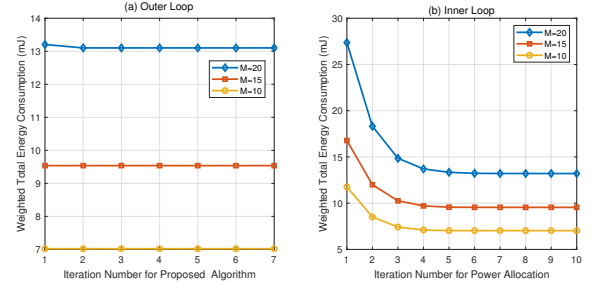 (a) Outer Loop
Weighted Total Energy Consumption (mJ)
14
13
12
11
10
9
8
7
M=20
M=15
M=10
1 2 3 4 5 6 7
Iteration Number for Proposed Algorithm
(b) Inner Loop
Weighted Total Energy Consumption (mJ)
30
25
20
15
10
5
M=20
M=15
M=10
1 2 3 4 5 6 7 8 9 10
Iteration Number for Power Allocation